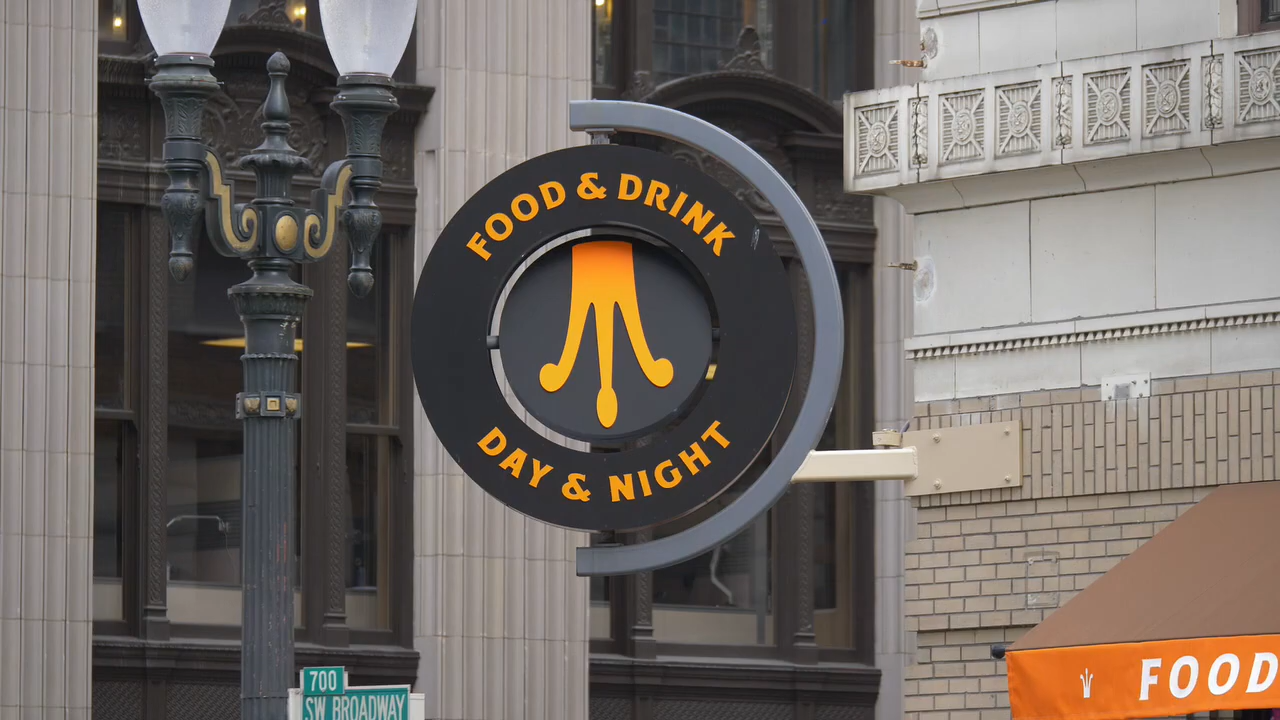 FOOD & DRINK
DAY & NIGHT
700
SW BROADWAY
FOOD